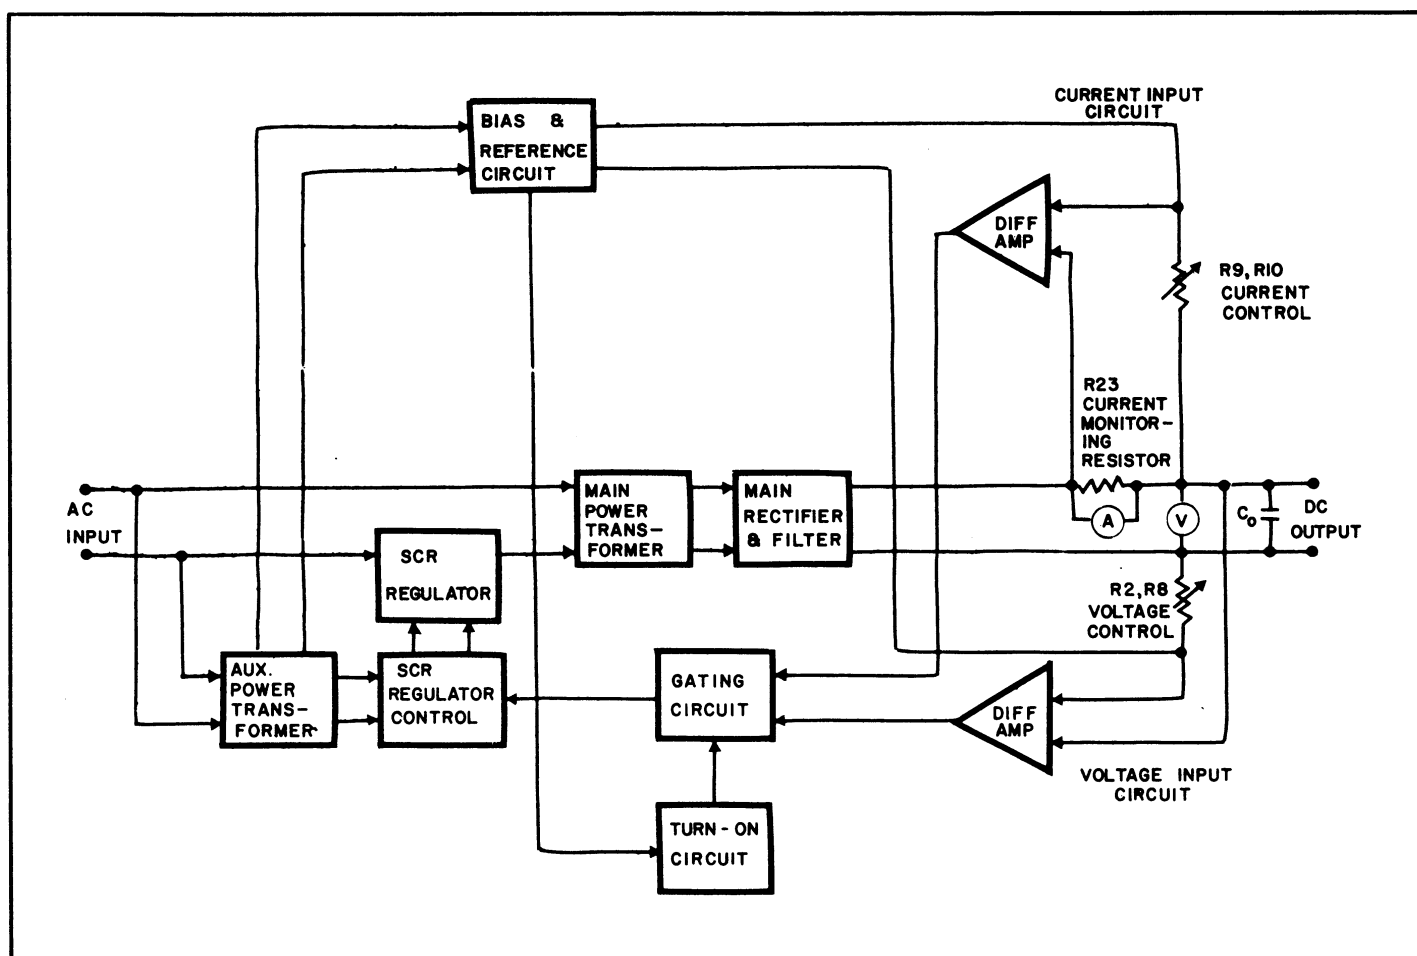 CURRENT INPUT
CIRCUIT
BIAS &
REFERENCE
CIRCUIT
DIFF
AMP
R9, R10
CURRENT
CONTROL
R23
CURRENT
MONITOR-
ING
RESISTOR
AC
INPUT
MAIN
POWER
TRANS-
FORMER
MAIN
RECTIFIER
& FILTER
A
V
Co
DC
OUTPUT
SCR
REGULATOR
R2, R8
VOLTAGE
CONTROL
AUX.
POWER
TRANS-
FORMER
SCR
REGULATOR
CONTROL
GATING
CIRCUIT
DIFF
AMP
VOLTAGE INPUT
CIRCUIT
TURN-ON
CIRCUIT